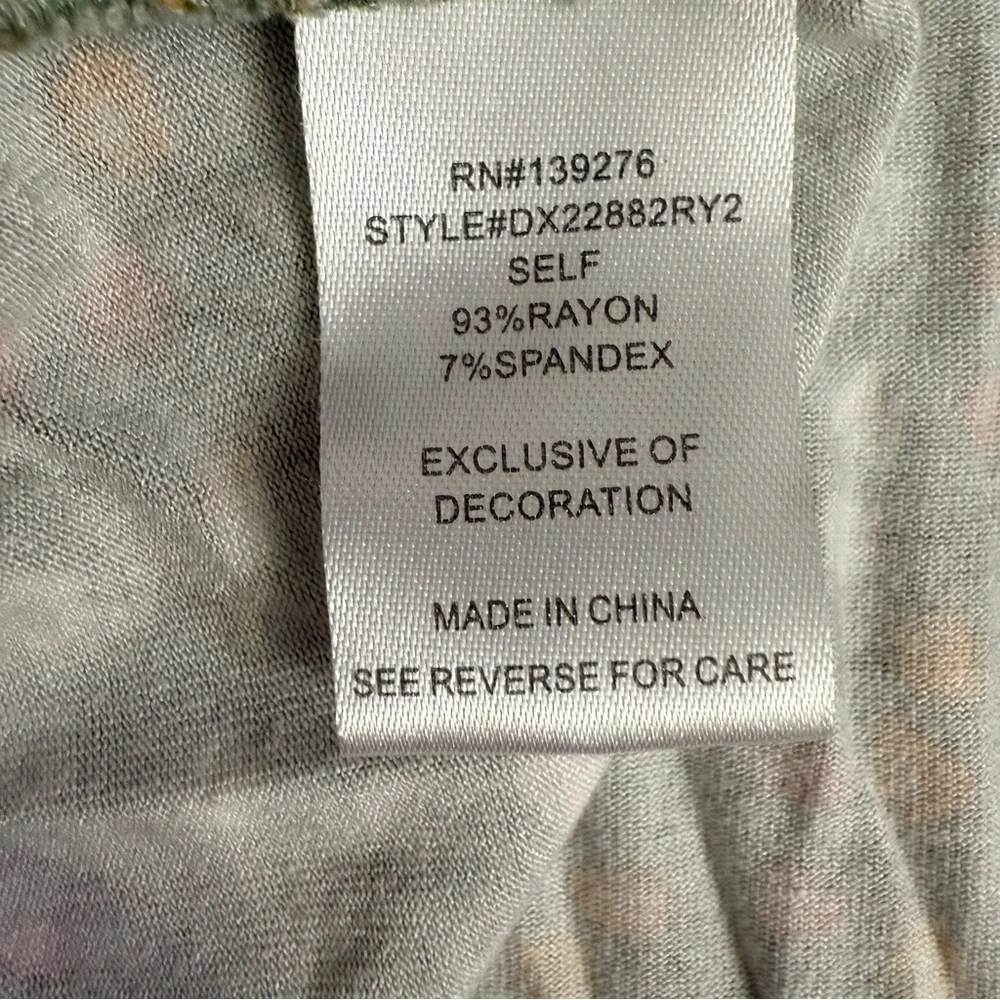 RN#139276
STYLE#DX22882RY2
SELF
93%RAYON
7%SPANDEX
EXCLUSIVE OF
DECORATION
MADE IN CHINA
SEE REVERSE FOR CARE